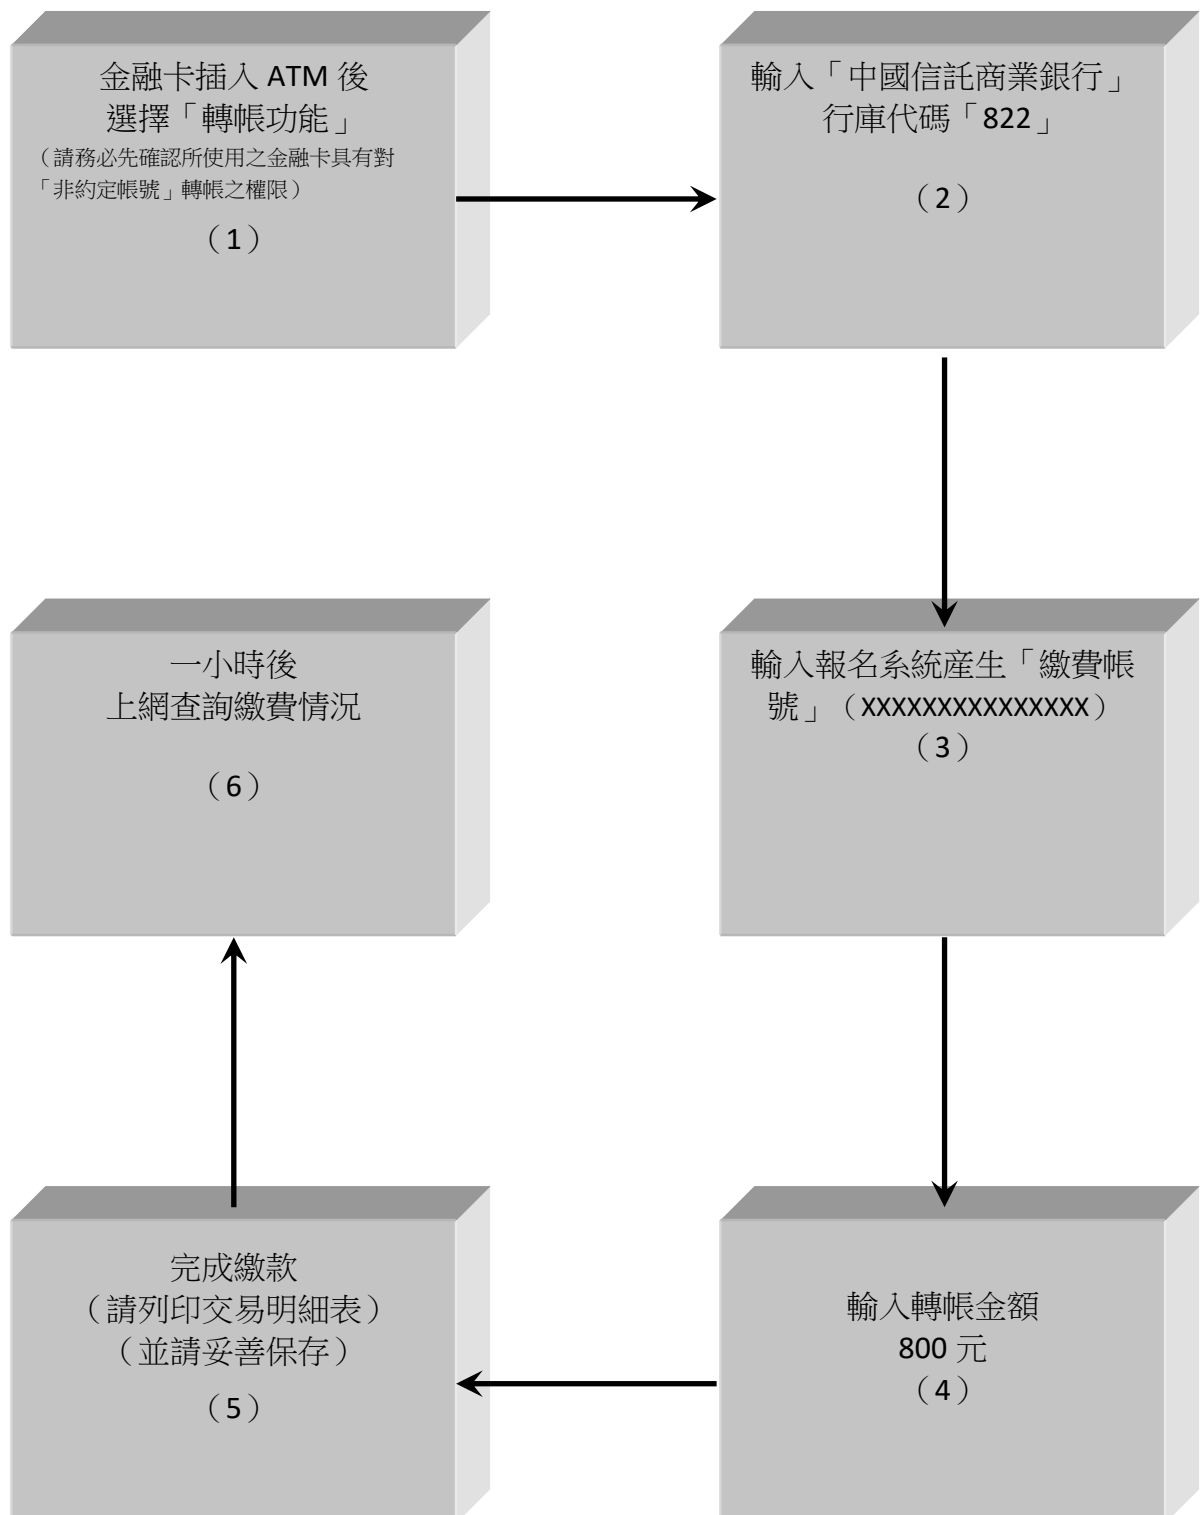 金融卡插入 ATM 後
選擇「轉帳功能」
（請務必先確認所使用之金融卡具有對
「非約定帳號」轉帳之權限）
（1）
輸入「中國信託商業銀行」
行庫代碼「822」
（2）
輸入報名系統產生「繳費帳
號」（XXXXXXXXXXXXXXX）
（3）
輸入轉帳金額
800 元
（4）
完成繳款
（請列印交易明細表）
（並請妥善保存）
（5）
一小時後
上網查詢繳費情況
（6）